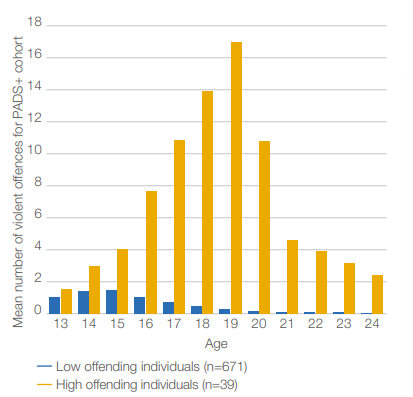 Mean number of violent offences for PADS+ cohort
18
16
14
12
10
8
6
4
2
0
13 14 15 16 17 18 19 20 21 22 23 24
Age
Low offending individuals (n=671)
High offending individuals (n=39)